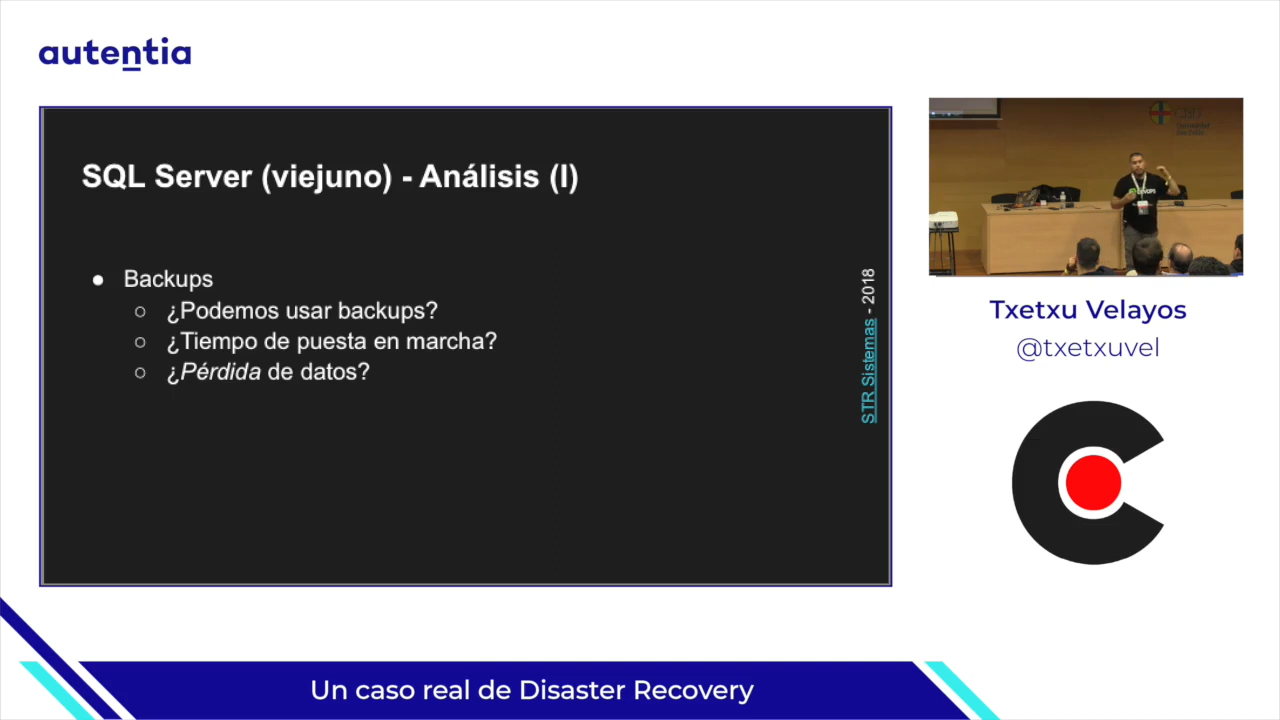 autentia
SQL Server (viejuno) - Análisis (I)
● Backups
○ ¿Podemos usar backups?
○ ¿Tiempo de puesta en marcha?
○ ¿Pérdida de datos?
STR Sistemas - 2018
Txetxu Velayos
@txetxuvel
Un caso real de Disaster Recovery